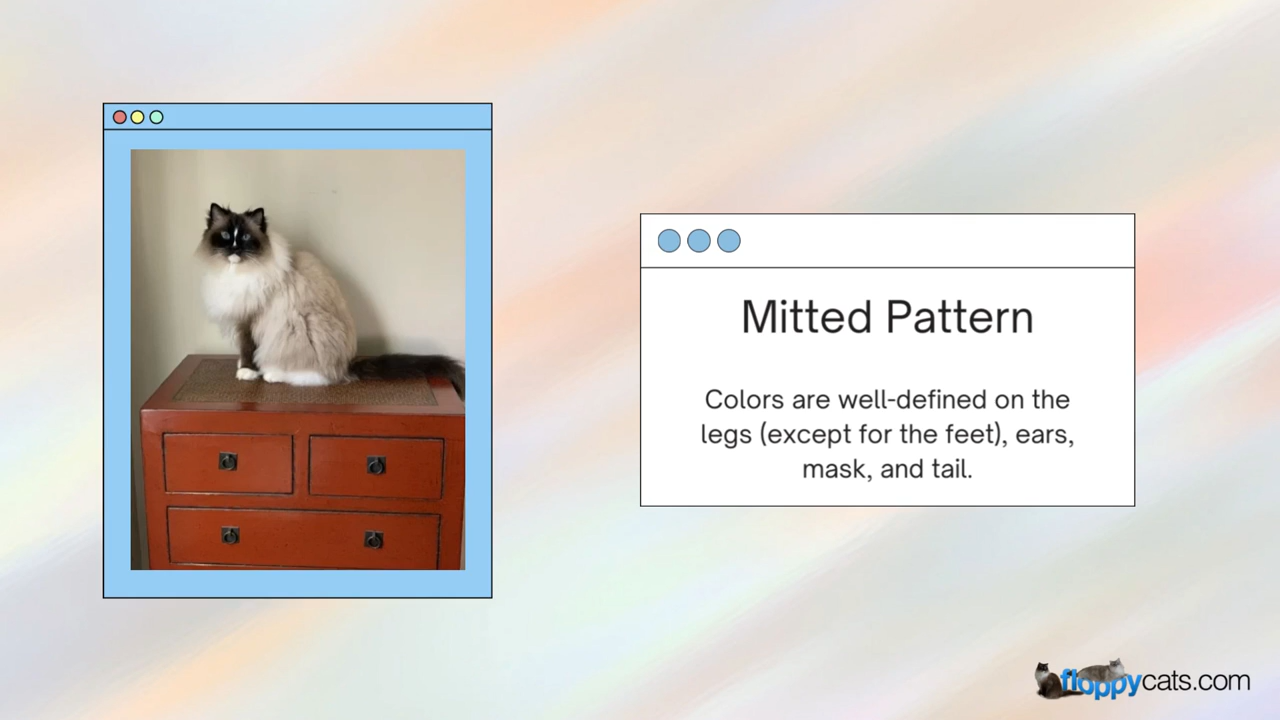 Mitted Pattern
Colors are well-defined on the
legs (except for the feet), ears,
mask, and tail.
floppycats.com